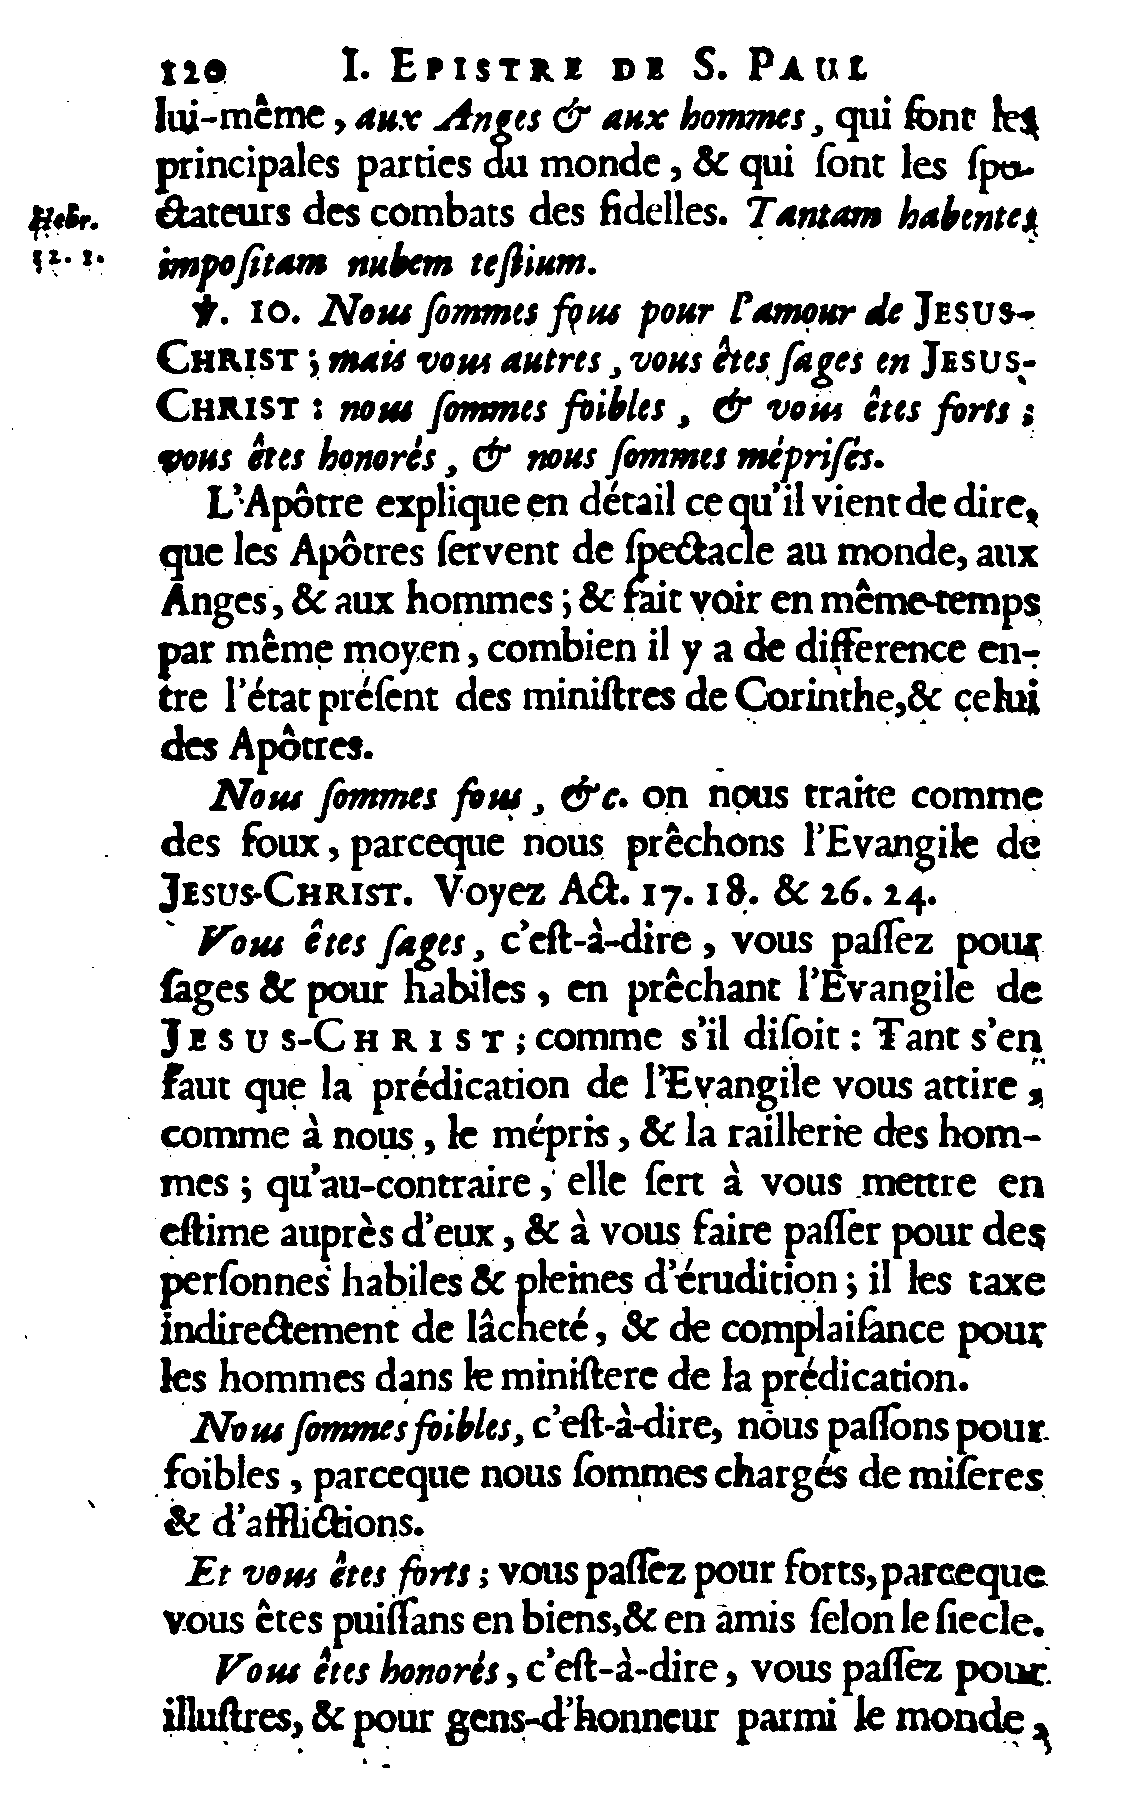 120 I. EPISTRE DE S. PAUL
lui-même, aux Anges & aux hommes, qui ſont les
principales parties du monde, & qui ſont les ſpe-
Hebr. 12. 1.
ctateurs des combats des fidelles. Tantam habentes
impoſitam nubem teſtium.
℣. 10. Nous ſommes fous pour l'amour de JESUS-
CHRIST; mais vous autres, vous êtes ſages en JESUS-
CHRIST: nous ſommes foibles, & vous êtes forts;
vous êtes honorés, & nous ſommes mépriſés.
L'Apôtre explique en détail ce qu'il vient de dire,
que les Apôtres ſervent de ſpectacle au monde, aux
Anges, & aux hommes; & fait voir en même-temps
par même moyen, combien il y a de difference en-
tre l'état préſent des miniſtres de Corinthe, & celui
des Apôtres.
Nous ſommes fous, &c. on nous traite comme
des foux, parceque nous prêchons l'Evangile de
JESUS-CHRIST. Voyez Act. 17. 18. & 26. 24.
Vous êtes ſages, c'eſt-à-dire, vous paſſez pour
ſages & pour habiles, en prêchant l'Evangile de
JESUS-CHRIST; comme s'il diſoit: Tant s'en
faut que la prédication de l'Evangile vous attire,
comme à nous, le mépris, & la raillerie des hom-
mes; qu'au-contraire, elle ſert à vous mettre en
eſtime auprès d'eux, & à vous faire paſſer pour des
perſonnes habiles & pleines d'érudition; il les taxe
indirectement de lâcheté, & de complaiſance pour
les hommes dans le miniſtere de la prédication.
Nous ſommes foibles, c'eſt-à-dire, nous paſſons pour
foibles, parceque nous ſommes chargés de miſeres
& d'afflictions.
Et vous êtes forts; vous paſſez pour forts, parceque
vous êtes puiſſans en biens, & en amis ſelon le ſiecle.
Vous êtes honorés, c'eſt-à-dire, vous paſſez pour
illuſtres, & pour gens-d'honneur parmi le monde,